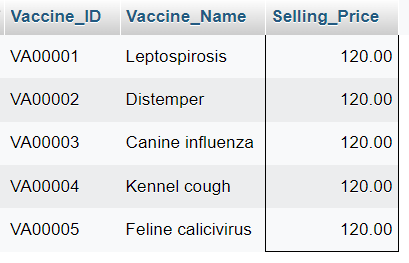 Vaccine_ID Vaccine_Name Selling_Price
VA00001 Leptospirosis 120.00
VA00002 Distemper 120.00
VA00003 Canine influenza 120.00
VA00004 Kennel cough 120.00
VA00005 Feline calicivirus 120.00